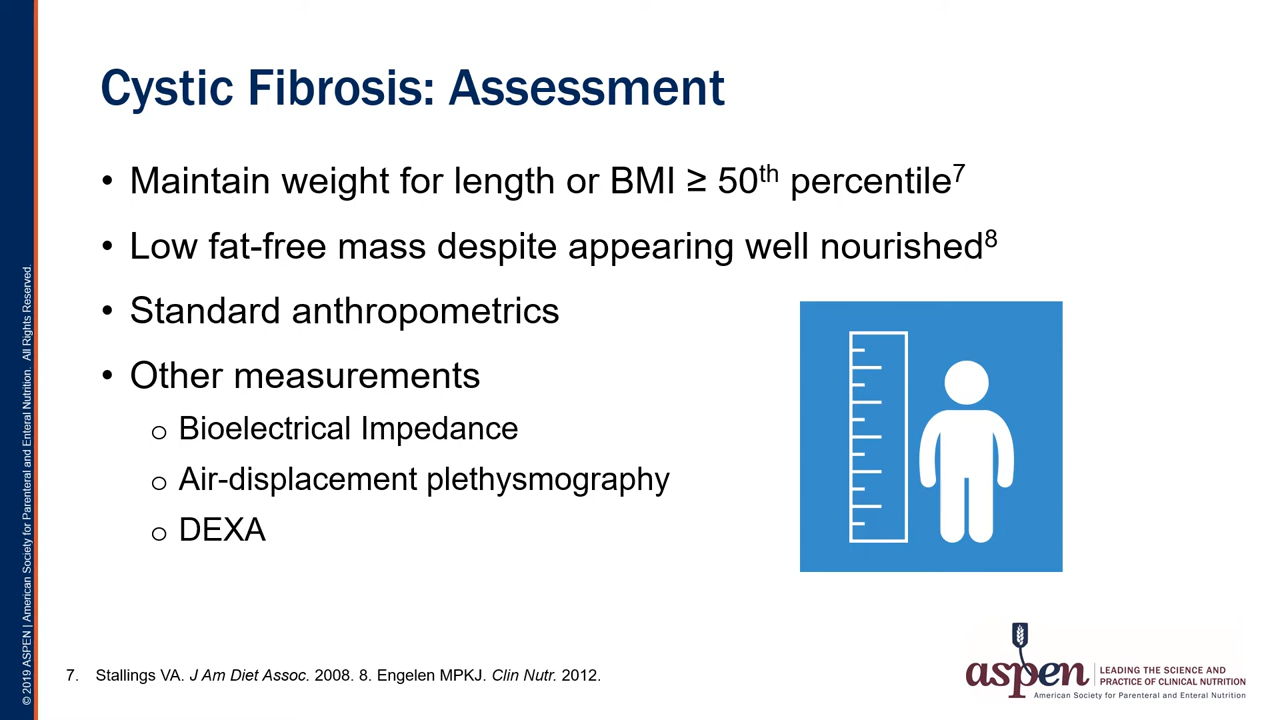 Cystic Fibrosis: Assessment
• Maintain weight for length or BMI ≥ 50th percentile7
• Low fat-free mass despite appearing well nourished8
• Standard anthropometrics
• Other measurements
o Bioelectrical Impedance
o Air-displacement plethysmography
o DEXA
7. Stallings VA. J Am Diet Assoc. 2008. 8. Engelen MPKJ. Clin Nutr. 2012.
© 2019 ASPEN | American Society for Parenteral and Enteral Nutrition. All Rights Reserved.
aspen
LEADING THE SCIENCE AND
PRACTICE OF CLINICAL NUTRITION
American Society for Parenteral and Enteral Nutrition